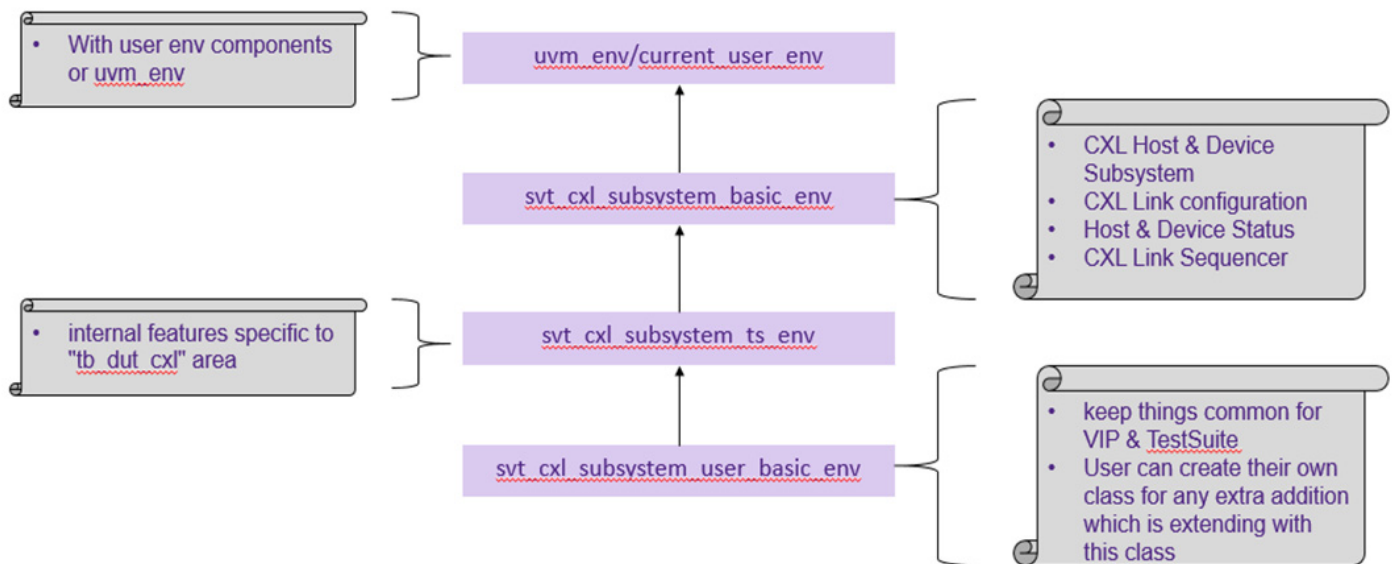 • With user env components
or uvm_env
uvm_env/current_user_env
svt_cxl_subsystem_basic_env
• CXL Host & Device
Subsystem
• CXL Link configuration
• Host & Device Status
• CXL Link Sequencer
• internal features specific to
"tb_dut_cxl" area
svt_cxl_subsystem_ts_env
svt_cxl_subsystem_user_basic_env
• keep things common for
VIP & TestSuite
• User can create their own
class for any extra addition
which is extending with
this class